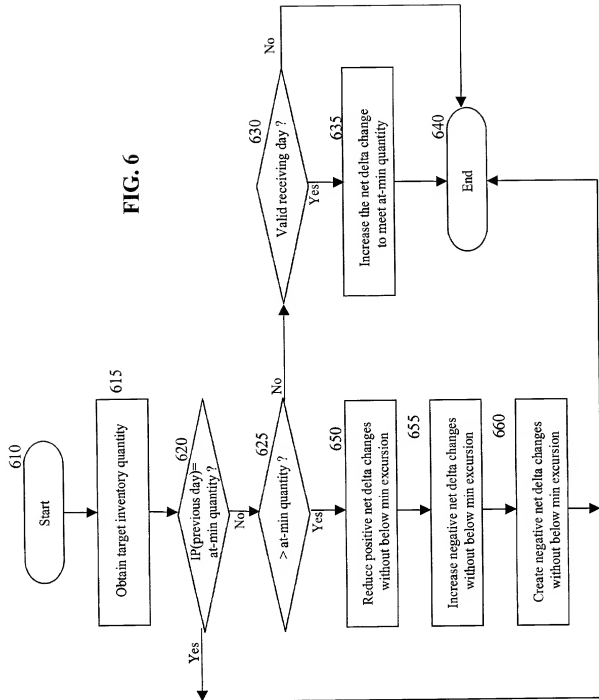 FIG. 6
610
Start
615
Obtain target inventory quantity
620
IP(previous day)=
at-min quantity ?
Yes
No
625
> at-min quantity ?
No
Yes
630
Valid receiving day ?
No
Yes
635
Increase the net delta change
to meet at-min quantity
640
End
650
Reduce positive net delta changes
without below min excursion
655
Increase negative net delta changes
without below min excursion
660
Create negative net delta changes
without below min excursion